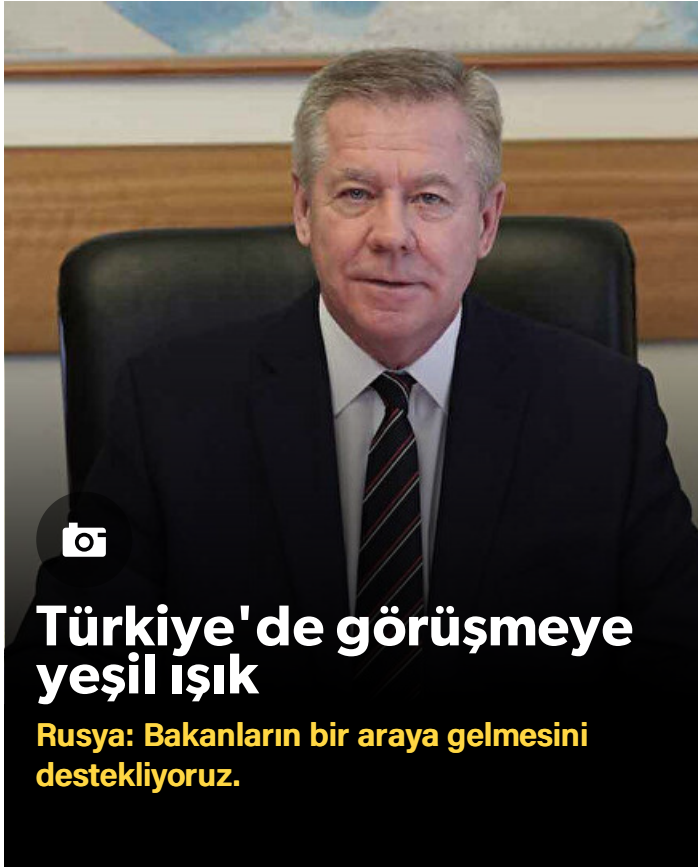 Türkiye'de görüşmeye
yeşil ışık
Rusya: Bakanların bir araya gelmesini
destekliyoruz.